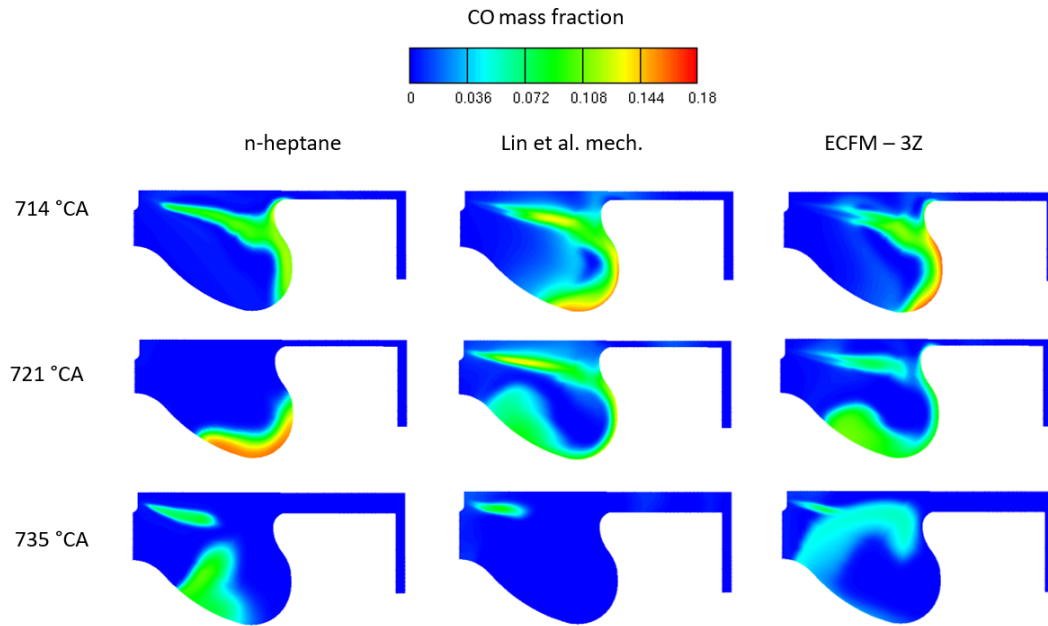 CO mass fraction
0 0.036 0.072 0.108 0.144 0.18
n-heptane Lin et al. mech. ECFM – 3Z
714 °CA
721 °CA
735 °CA